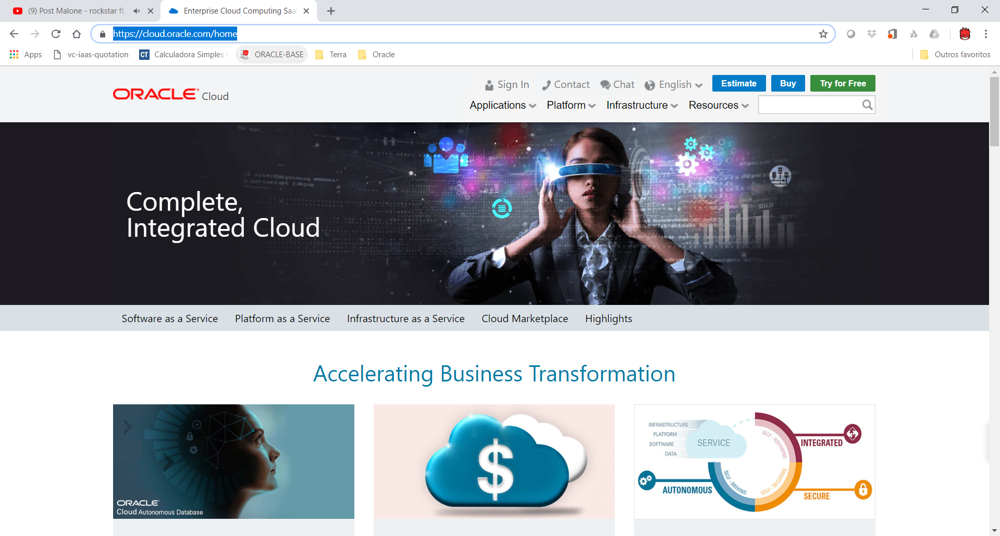 (9) Post Malone - rockstar ft.
Enterprise Cloud Computing Saa
https://cloud.oracle.com/home
Apps
vc-iaas-quotation
CT
Calculadora Simples
ORACLE-BASE
Terra
Oracle
Outros favoritos
ORACLE Cloud
Sign In
Contact
Chat
English
Estimate
Buy
Try for Free
Applications
Platform
Infrastructure
Resources
Complete,
Integrated Cloud
$216.11
Software as a Service
Platform as a Service
Infrastructure as a Service
Cloud Marketplace
Highlights
Accelerating Business Transformation
ORACLE
Cloud Autonomous Database
$
INFRASTRUCTURE
PLATFORM
SOFTWARE
DATA
SERVICE
SELF - REPAIRING
INTEGRATED
SELF - DRIVING
SELF - SECURING
AUTONOMOUS
SECURE